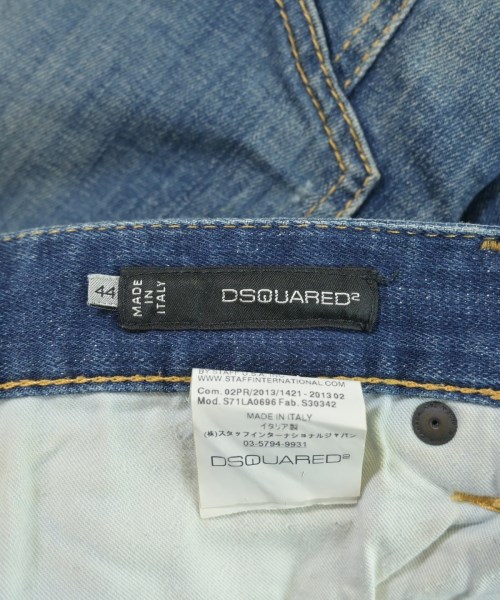 44
MADE
IN
ITALY
DSQUARED²
BY STAFF U.S.A.
WWW.STAFFINTERNATIONAL.COM
Com. 02PR/2013/1421 - 2013 02
Mod. S71LA0696 Fab. S30342
MADE IN ITALY
イタリア製
(株)スタッフインターナショナルジャパン
03-5794-9931
DSQUARED²